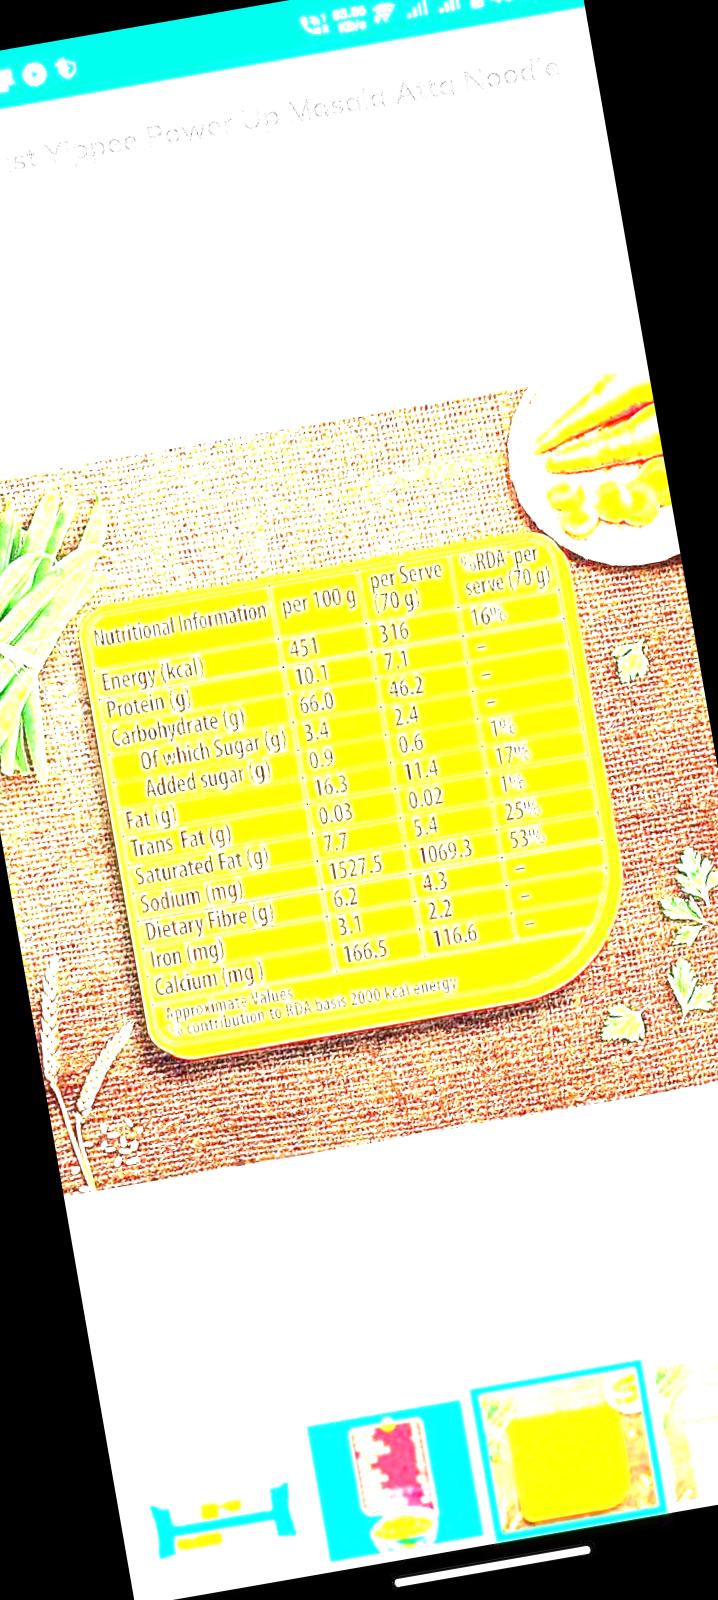 83.00
KB/s
st Yippee Power Up Masala Atta Noodle
Nutritional Information per 100 g per Serve (70 g) %RDA* per serve (70 g)
Energy (kcal) 451 316 16%
Protein (g) 10.1 7.1 –
Carbohydrate (g) 66.0 46.2 –
Of which Sugar (g) 3.4 2.4 –
Added sugar (g) 0.9 0.6 1%
Fat (g) 16.3 11.4 17%
Trans Fat (g) 0.03 0.02 1%
Saturated Fat (g) 7.7 5.4 25%
Sodium (mg) 1527.5 1069.3 53%
Dietary Fibre (g) 6.2 4.3 –
Iron (mg) 3.1 2.2 –
Calcium (mg) 166.5 116.6 –
Approximate Values
% contribution to RDA basis 2000 kcal energy